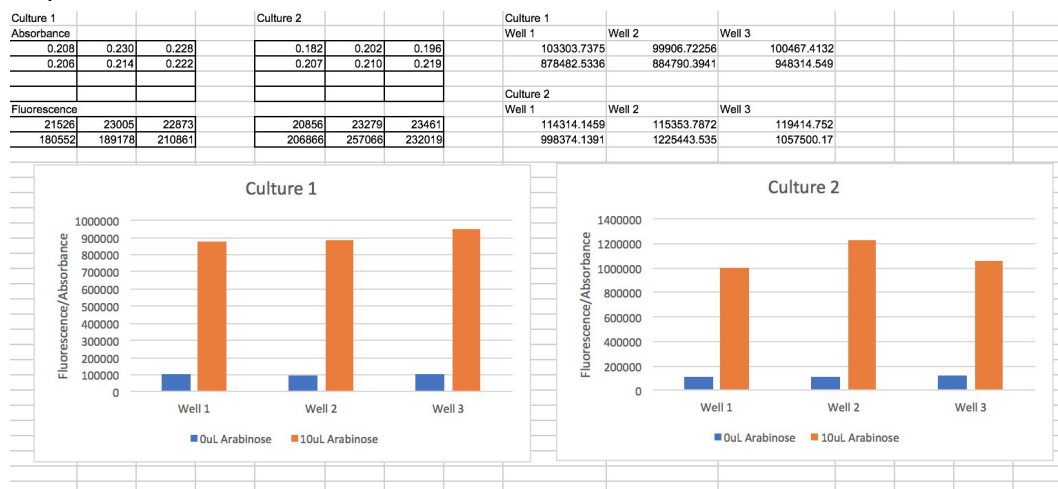 Culture 1 Culture 2 Culture 1
Absorbance Well 1 Well 2 Well 3
0.208 0.230 0.228 0.182 0.202 0.196 103303.7375 99906.72256 100467.4132
0.206 0.214 0.222 0.207 0.210 0.219 878482.5336 884790.3941 948314.549
Culture 2
Fluorescence Well 1 Well 2 Well 3
21526 23005 22873 20856 23279 23461 114314.1459 115353.7872 119414.752
180552 189178 210861 206866 257066 232019 998374.1391 1225443.535 1057500.17
Culture 1
Fluorescence/Absorbance
1000000
900000
800000
700000
600000
500000
400000
300000
200000
100000
0
Well 1 Well 2 Well 3
0uL Arabinose 10uL Arabinose
Culture 2
Fluorescence/Absorbance
1400000
1200000
1000000
800000
600000
400000
200000
0
Well 1 Well 2 Well 3
0uL Arabinose 10uL Arabinose